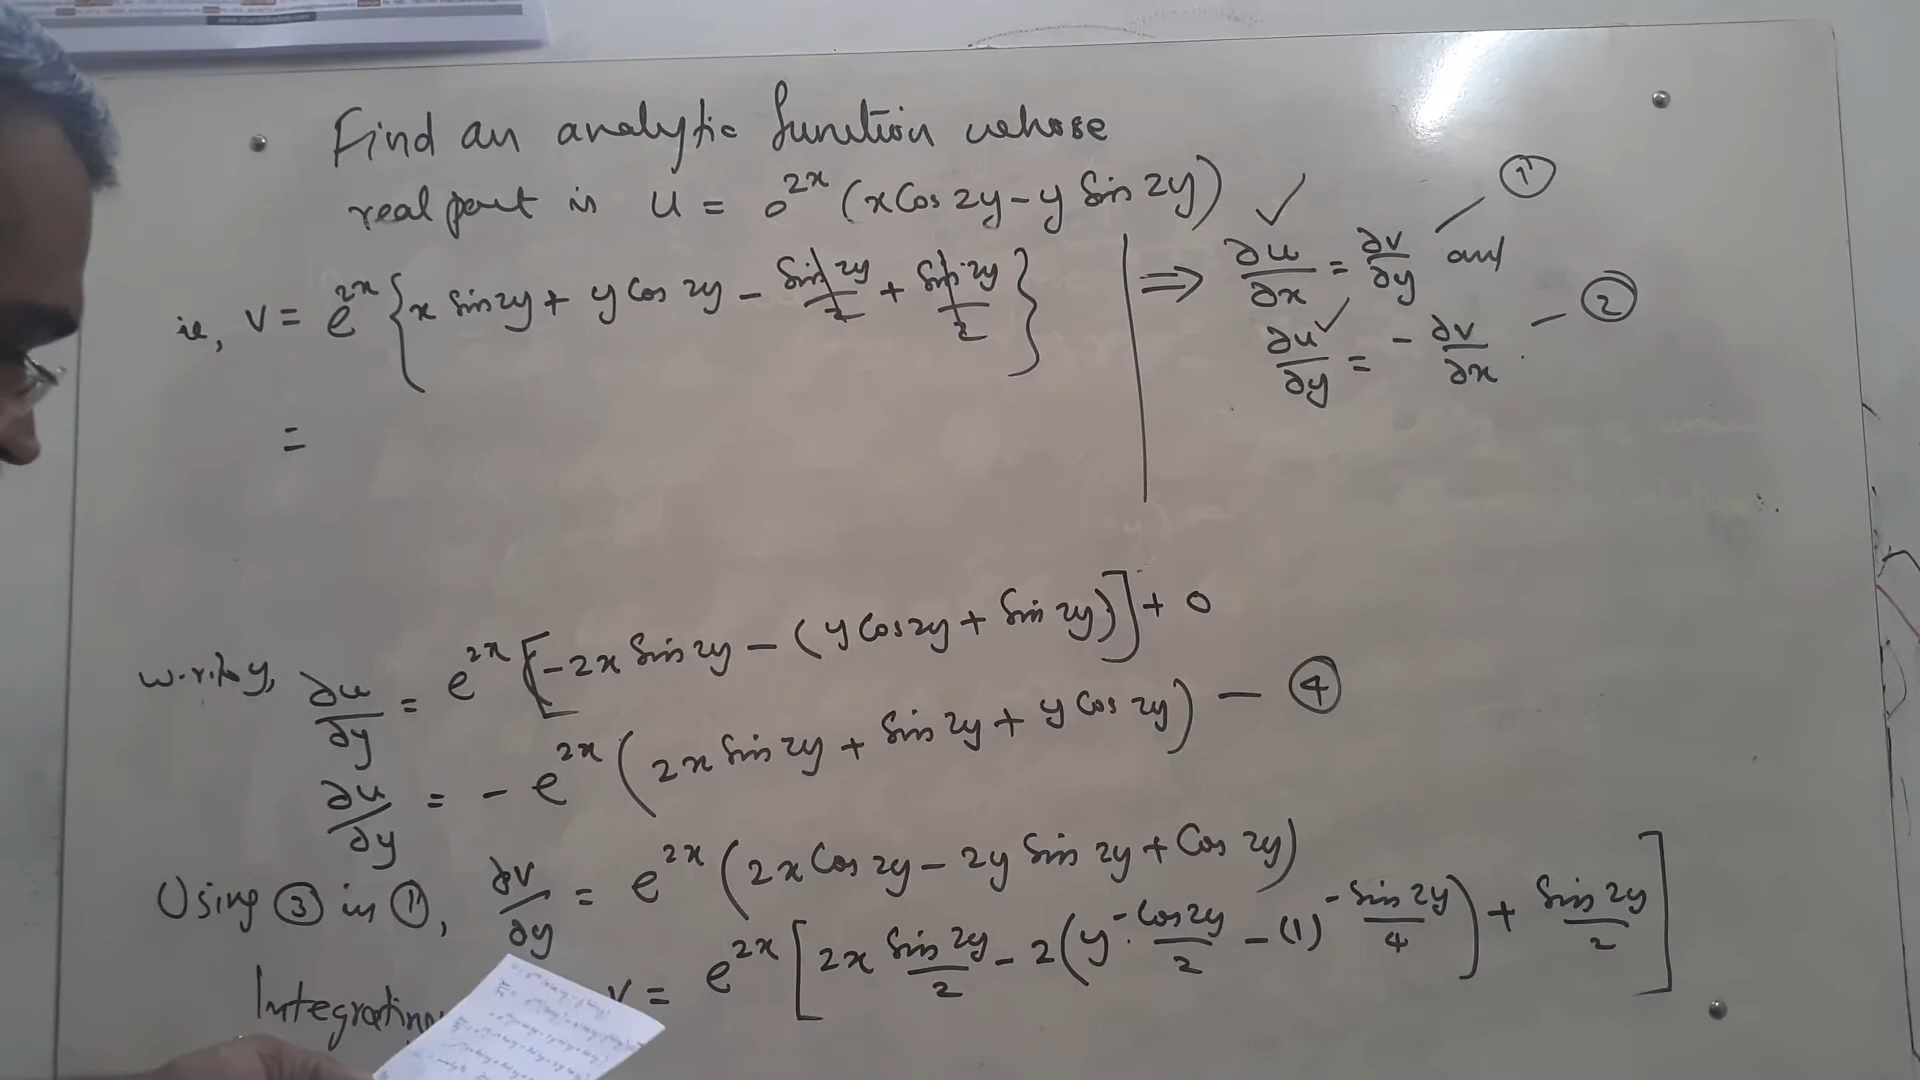 Find an analytic function whose
real part is u = e^{2x} (x Cos 2y - y Sin 2y) ✓
ie, v = e^{2x} { x Sin 2y + y Cos 2y - Sin 2y/2 + Sin 2y/2 }
=
⇒ ∂u/∂x = ∂v/∂y and — ①
∂u/∂y ✓ = - ∂v/∂x — ②
w.r.to y, ∂u/∂y = e^{2x} [-2x Sin 2y - (y Cos 2y + Sin 2y)] + 0
∂u/∂y = - e^{2x} (2x Sin 2y + Sin 2y + y Cos 2y) — ④
Using ③ in ①, ∂v/∂y = e^{2x} (2x Cos 2y - 2y Sin 2y + Cos 2y)
Integrating v = e^{2x} [2x Sin 2y/2 - 2(y · -Cos 2y/2 - (1) -Sin 2y/4) + Sin 2y/2]